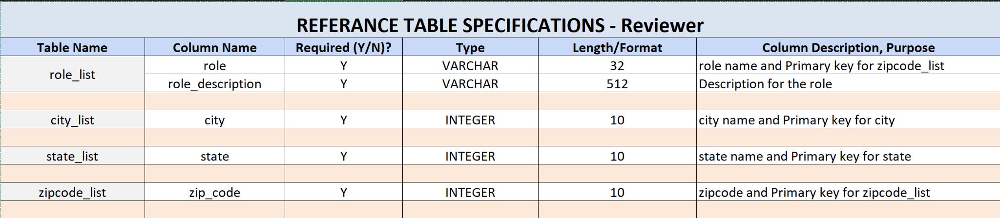 REFERANCE TABLE SPECIFICATIONS - Reviewer
Table Name Column Name Required (Y/N)? Type Length/Format Column Description, Purpose
role_list role Y VARCHAR 32 role name and Primary key for zipcode_list
role_description Y VARCHAR 512 Description for the role
city_list city Y INTEGER 10 city name and Primary key for city
state_list state Y INTEGER 10 state name and Primary key for state
zipcode_list zip_code Y INTEGER 10 zipcode and Primary key for zipcode_list